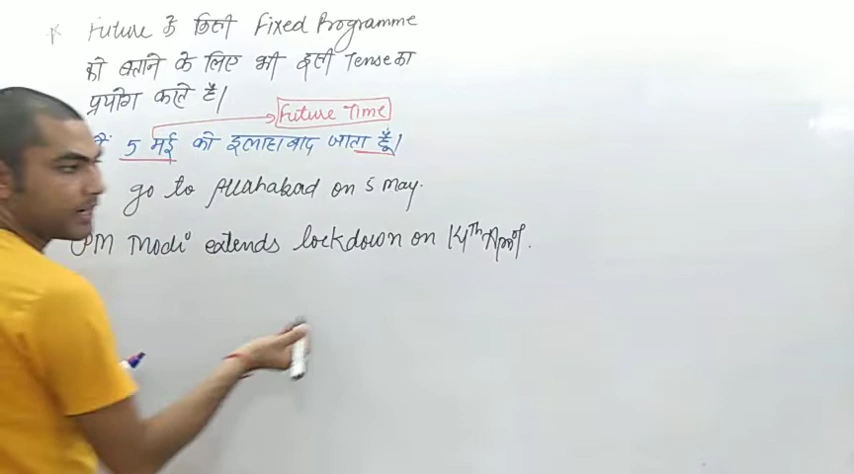 * Future के किसी Fixed Programme
को बताने के लिए भी इसी Tense का
प्रयोग करते है।
Future Time
5 मई को इलाहाबाद जाता हूँ।
go to Allahabad on 5 May.
PM Modi extends lockdown on 14th April.